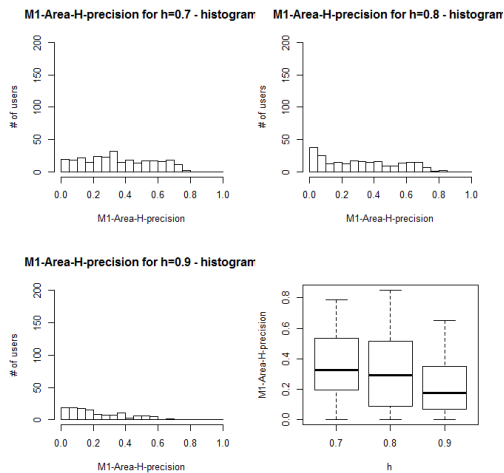 M1-Area-H-precision for h=0.7 - histogram
# of users
0 50 100 150 200
0.0 0.2 0.4 0.6 0.8 1.0
M1-Area-H-precision
M1-Area-H-precision for h=0.8 - histogram
# of users
0 50 100 150 200
0.0 0.2 0.4 0.6 0.8 1.0
M1-Area-H-precision
M1-Area-H-precision for h=0.9 - histogram
# of users
0 50 100 150 200
0.0 0.2 0.4 0.6 0.8 1.0
M1-Area-H-precision
M1-Area-H-precision
0.0 0.2 0.4 0.6 0.8
0.7 0.8 0.9
h